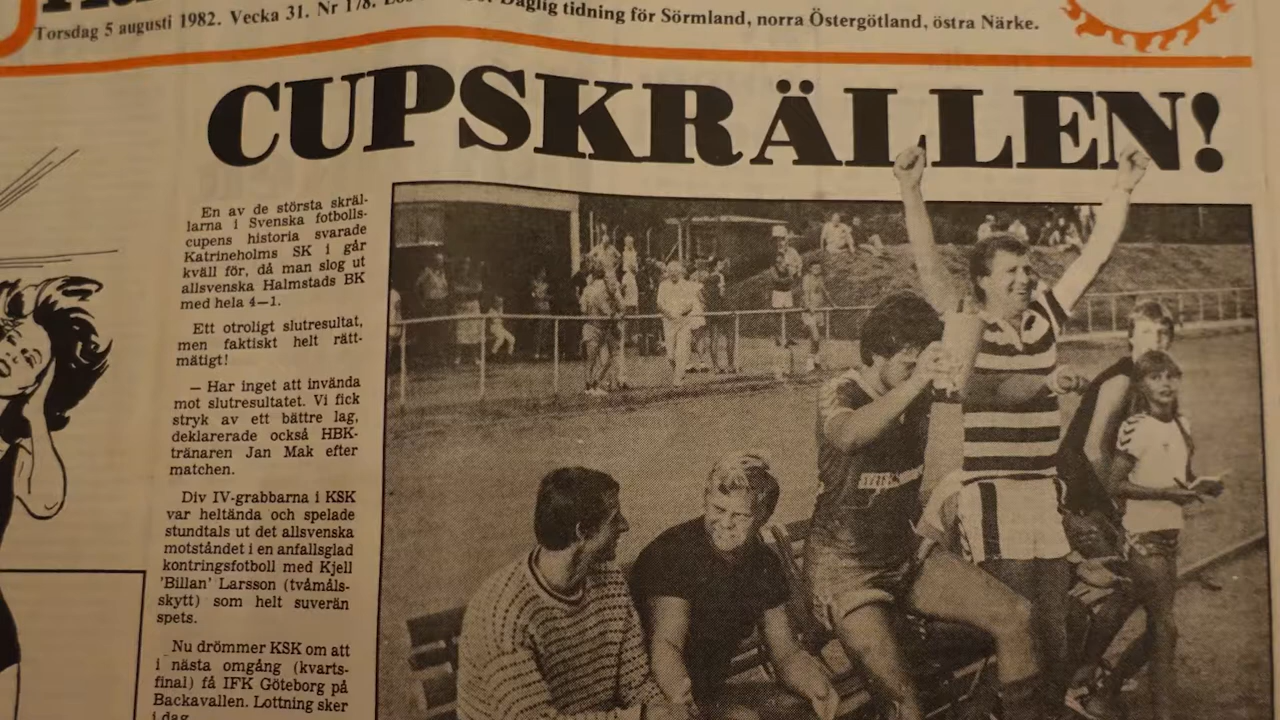 Torsdag 5 augusti 1982. Vecka 31. Nr 178.
Daglig tidning för Sörmland, norra Östergötland, östra Närke.
CUPSKRÄLLEN!
En av de största skräl-
larna i Svenska fotbolls-
cupens historia svarade
Katrineholms SK i går
kväll för, då man slog ut
allsvenska Halmstads BK
med hela 4—1.
Ett otroligt slutresultat,
men faktiskt helt rätt-
mätigt!
— Har inget att invända
mot slutresultatet. Vi fick
stryk av ett bättre lag,
deklarerade också HBK-
tränaren Jan Mak efter
matchen.
Div IV-grabbarna i KSK
var heltända och spelade
stundtals ut det allsvenska
motståndet i en anfallsglad
kontringsfotboll med Kjell
'Billan' Larsson (tvåmåls-
skytt) som helt suverän
spets.
Nu drömmer KSK om att
i nästa omgång (kvarts-
final) få IFK Göteborg på
Backavallen. Lottning sker
i dag.